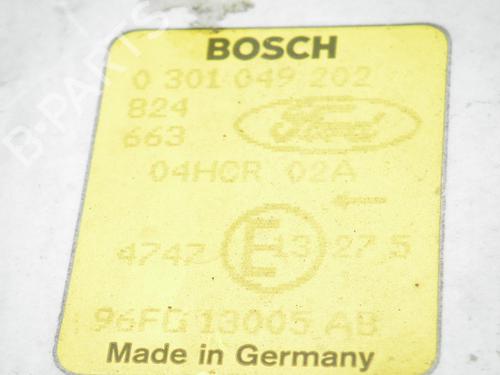 BOSCH
0 301 049 202
824
663
Ford
04HCR 02A
4747 E 13 27 5
96FG 13005 AB
Made in Germany
B-PARTS